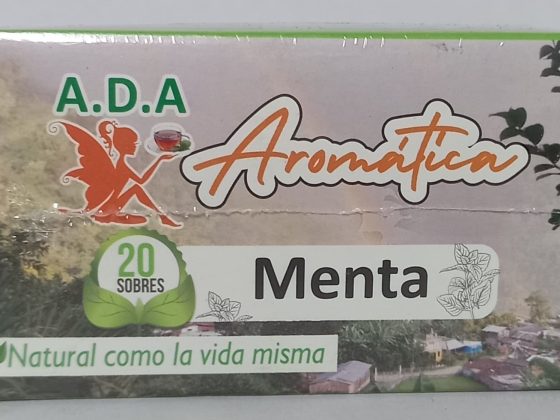 A.D.A
Aromática
20
SOBRES
Menta
Natural como la vida misma